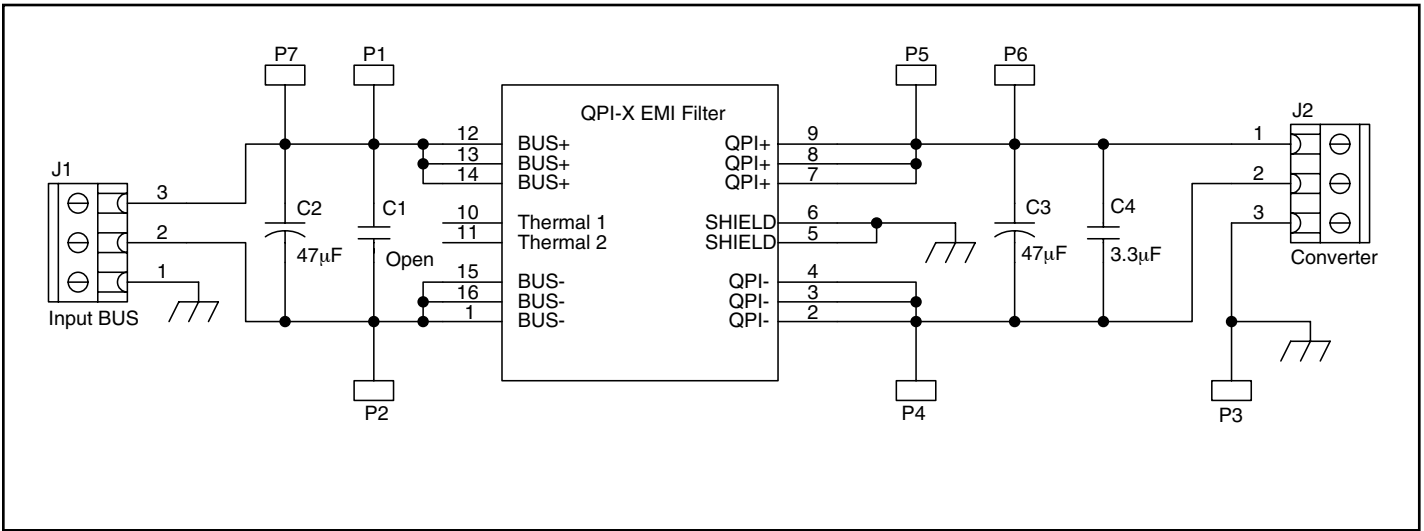 P7
P1
P5
P6
QPI-X EMI Filter
J2
12
BUS+
QPI+
9
1
13
BUS+
QPI+
8
14
BUS+
QPI+
7
J1
2
3
C2
C1
10
Thermal 1
SHIELD
6
C3
C4
3
11
Thermal 2
SHIELD
5
2
47µF
Open
47µF
3.3µF
Converter
1
15
BUS-
QPI-
4
16
BUS-
QPI-
3
Input BUS
1
BUS-
QPI-
2
P2
P4
P3